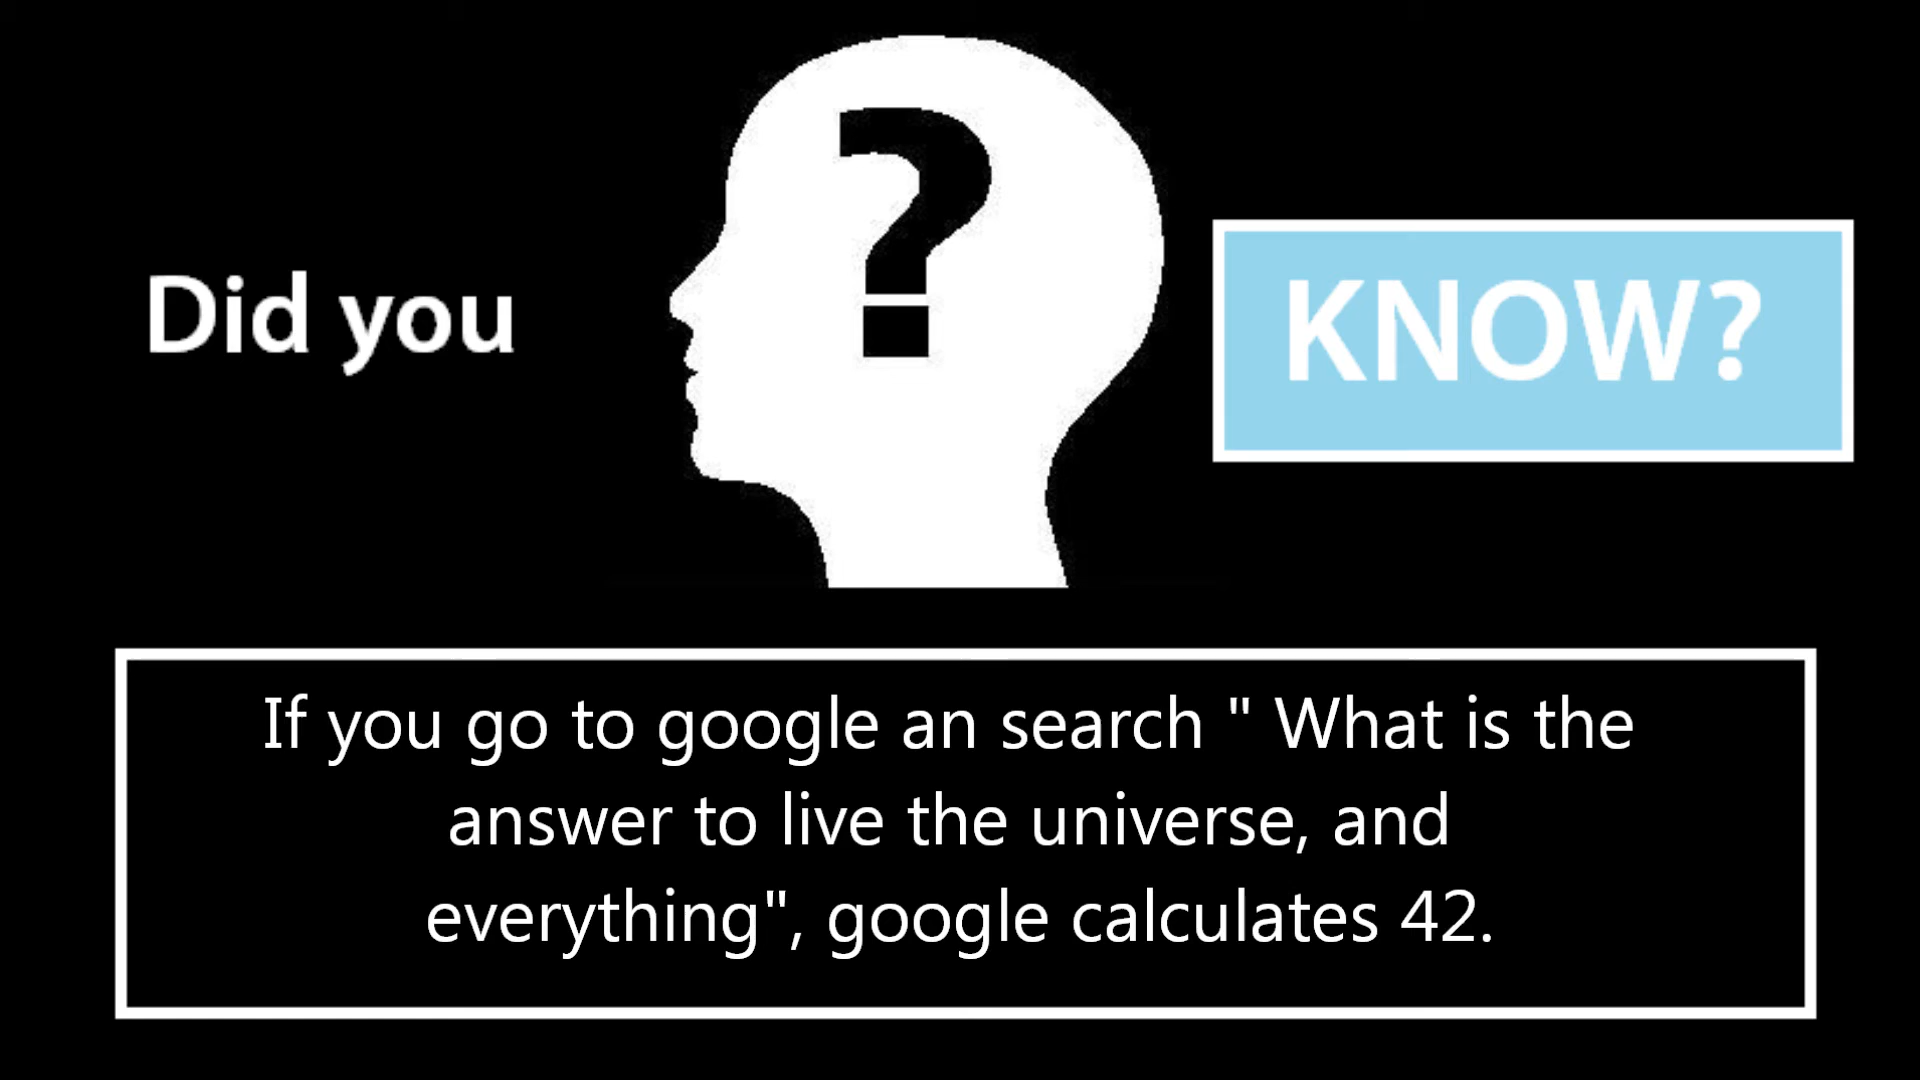 Did you
?
KNOW?
If you go to google an search " What is the
answer to live the universe, and
everything", google calculates 42.